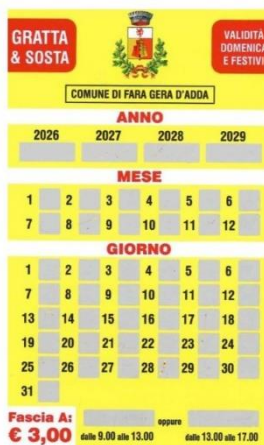 GRATTA
& SOSTA
VALIDITÀ
DOMENICA
E FESTIVI
COMUNE DI FARA GERA D'ADDA
ANNO
2026 2027 2028 2029
MESE
1 2 3 4 5 6
7 8 9 10 11 12
GIORNO
1 2 3 4 5 6
7 8 9 10 11 12
13 14 15 16 17 18
19 20 21 22 23 24
25 26 27 28 29 30
31
Fascia A:
€ 3,00 dalle 9.00 alle 13.00 oppure dalle 13.00 alle 17.00